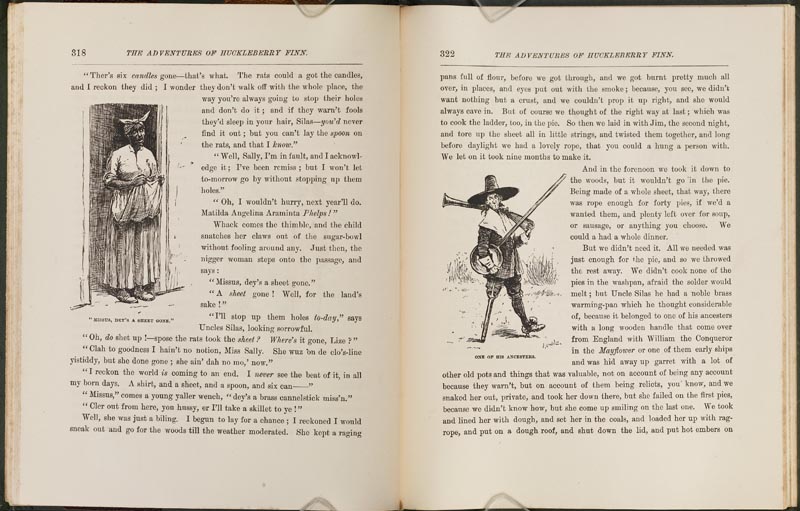 318 THE ADVENTURES OF HUCKLEBERRY FINN.
"Ther's six candles gone—that's what. The rats could a got the candles,
and I reckon they did; I wonder they don't walk off with the whole place, the
way you're always going to stop their holes
and don't do it; and if they warn't fools
they'd sleep in your hair, Silas—you'd never
find it out; but you can't lay the spoon on
the rats, and that I know."
"Well, Sally, I'm in fault, and I acknowl-
edge it; I've been remiss; but I won't let
to-morrow go by without stopping up them
holes."
"Oh, I wouldn't hurry, next year'll do.
Matilda Angelina Araminta Phelps!"
Whack comes the thimble, and the child
snatches her claws out of the sugar-bowl
without fooling around any. Just then, the
nigger woman steps onto the passage, and
says:
"Missus, dey's a sheet gone."
"A sheet gone! Well, for the land's
sake!"
"I'll stop up them holes to-day," says
Uncles Silas, looking sorrowful.
"MISSUS, DEY'S A SHEET GONE."
"Oh, do shet up!—spose the rats took the sheet? Where's it gone, Lize?"
"Clah to goodness I hain't no notion, Miss Sally. She wuz on de clo's-line
yistiddy, but she done gone; she ain' dah no mo,' now."
"I reckon the world is coming to an end. I never see the beat of it, in all
my born days. A shirt, and a sheet, and a spoon, and six can——"
"Missus," comes a young yaller wench, "dey's a brass cannelstick miss'n."
"Cler out from here, you hussy, er I'll take a skillet to ye!"
Well, she was just a biling. I begun to lay for a chance; I reckoned I would
sneak out and go for the woods till the weather moderated. She kept a raging
322 THE ADVENTURES OF HUCKLEBERRY FINN.
pans full of flour, before we got through, and we got burnt pretty much all
over, in places, and eyes put out with the smoke; because, you see, we didn't
want nothing but a crust, and we couldn't prop it up right, and she would
always cave in. But of course we thought of the right way at last; which was
to cook the ladder, too, in the pie. So then we laid in with Jim, the second night,
and tore up the sheet all in little strings, and twisted them together, and long
before daylight we had a lovely rope, that you could a hung a person with.
We let on it took nine months to make it.
And in the forenoon we took it down to
the woods, but it wouldn't go in the pie.
Being made of a whole sheet, that way, there
was rope enough for forty pies, if we'd a
wanted them, and plenty left over for soup,
or sausage, or anything you choose. We
could a had a whole dinner.
But we didn't need it. All we needed was
just enough for the pie, and so we throwed
the rest away. We didn't cook none of the
pies in the washpan, afraid the solder would
melt; but Uncle Silas he had a noble brass
warming-pan which he thought considerable
of, because it belonged to one of his ancesters
with a long wooden handle that come over
from England with William the Conqueror
in the Mayflower or one of them early ships
and was hid away up garret with a lot of
ONE OF HIS ANCESTERS.
other old pots and things that was valuable, not on account of being any account
because they warn't, but on account of them being relicts, you know, and we
snaked her out, private, and took her down there, but she failed on the first pies,
because we didn't know how, but she come up smiling on the last one. We took
and lined her with dough, and set her in the coals, and loaded her up with rag-
rope, and put on a dough roof, and shut down the lid, and put hot embers on